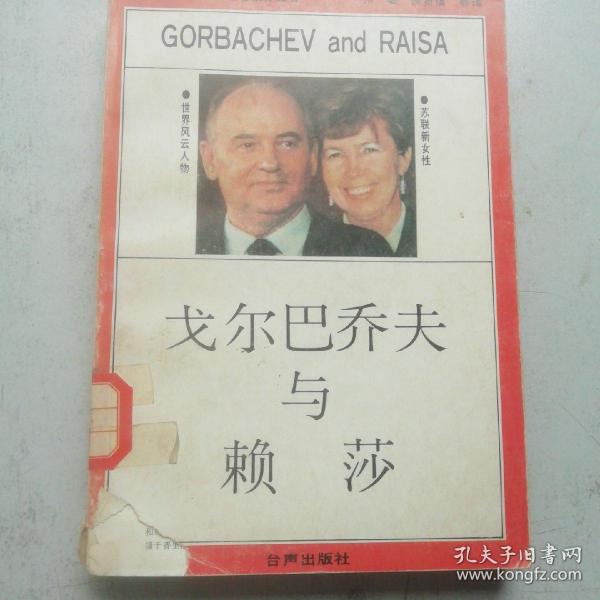 GORBACHEV and RAISA
●世界风云人物
●苏联新女性
戈尔巴乔夫
与
赖 莎
台声出版社
孔夫子旧书网
www.kongfz.com